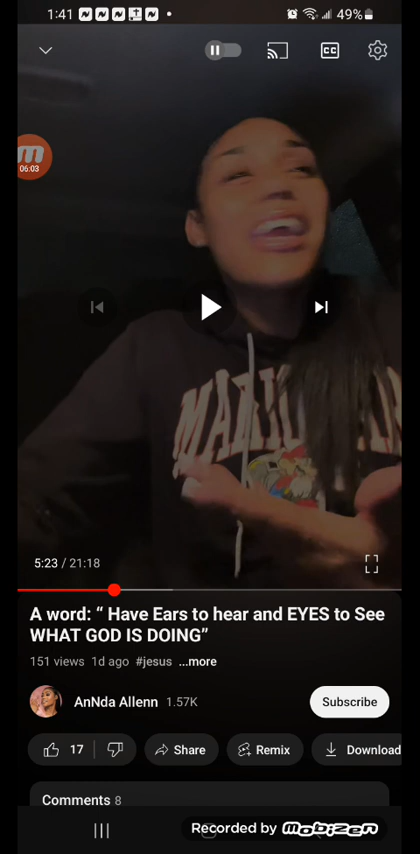 1:41
49%
CC
06:03
5:23 / 21:18
A word: “ Have Ears to hear and EYES to See
WHAT GOD IS DOING”
151 views 1d ago #jesus ...more
AnNda Allenn 1.57K
Subscribe
17
Share
Remix
Download
Comments 8
Recorded by mobizen